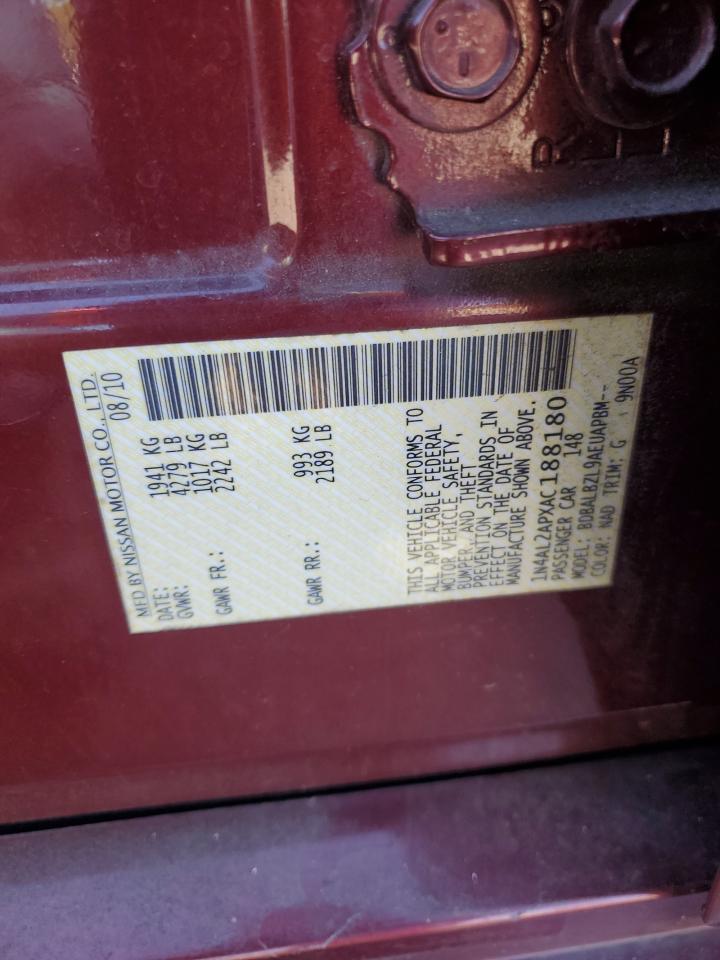 MFD BY NISSAN MOTOR CO., LTD.
DATE: 08/10
GVWR: 1941 KG
4279 LB
GAWR FR.: 1017 KG
2242 LB
GAWR RR.: 993 KG
2189 LB
THIS VEHICLE CONFORMS TO
ALL APPLICABLE FEDERAL
MOTOR VEHICLE SAFETY,
BUMPER, AND THEFT
PREVENTION STANDARDS IN
EFFECT ON THE DATE OF
MANUFACTURE SHOWN ABOVE.
1N4AL2APXAC188180
PASSENGER CAR 148
MODEL: BDBALBZL9AEUAPBM--
COLOR: NAD TRIM: G 9N00A